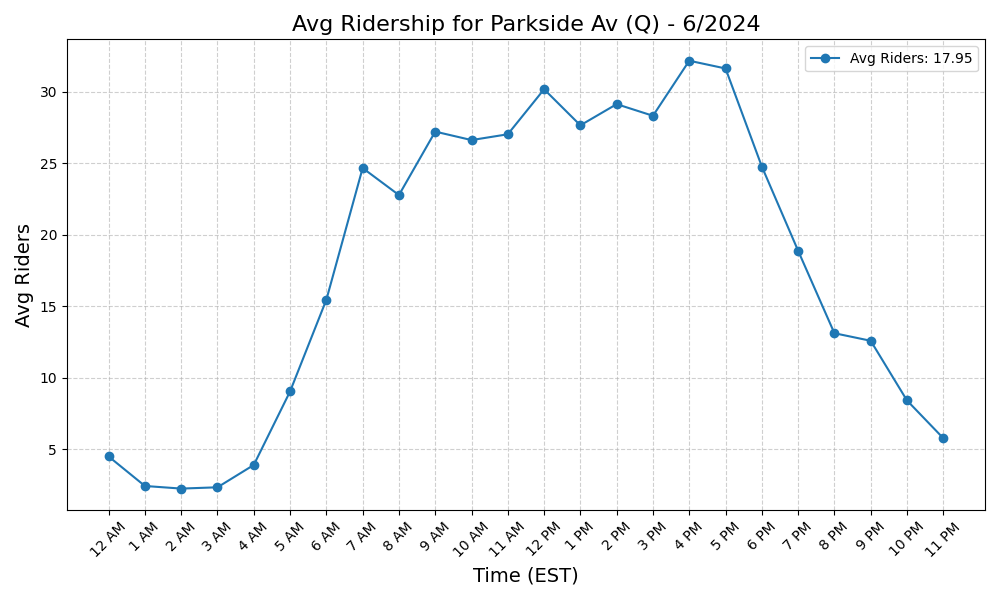 Avg Ridership for Parkside Av (Q) - 6/2024
Avg Riders: 17.95
Avg Riders
30
25
20
15
10
5
12 AM
1 AM
2 AM
3 AM
4 AM
5 AM
6 AM
7 AM
8 AM
9 AM
10 AM
11 AM
12 PM
1 PM
2 PM
3 PM
4 PM
5 PM
6 PM
7 PM
8 PM
9 PM
10 PM
11 PM
Time (EST)